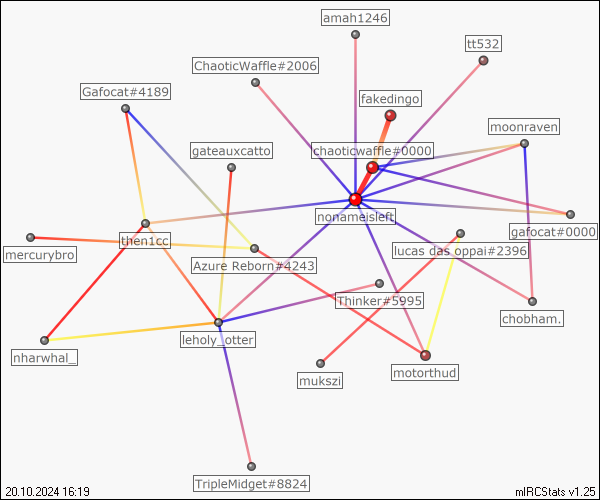 amah1246
tt532
ChaoticWaffle#2006
Gafocat#4189
fakedingo
moonraven
gateauxcatto
chaoticwaffle#0000
nonameisleft
gafocat#0000
then1cc
mercurybro
lucas das oppai#2396
Azure Reborn#4243
Thinker#5995
chobham.
leholy_otter
nharwhal_
mukszi
motorthud
TripleMidget#8824
20.10.2024 16:19
mIRCStats v1.25